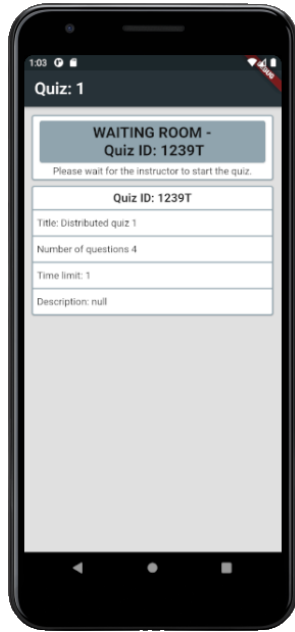 1:03
Quiz: 1
WAITING ROOM -
Quiz ID: 1239T
Please wait for the instructor to start the quiz.
Quiz ID: 1239T
Title: Distributed quiz 1
Number of questions 4
Time limit: 1
Description: null